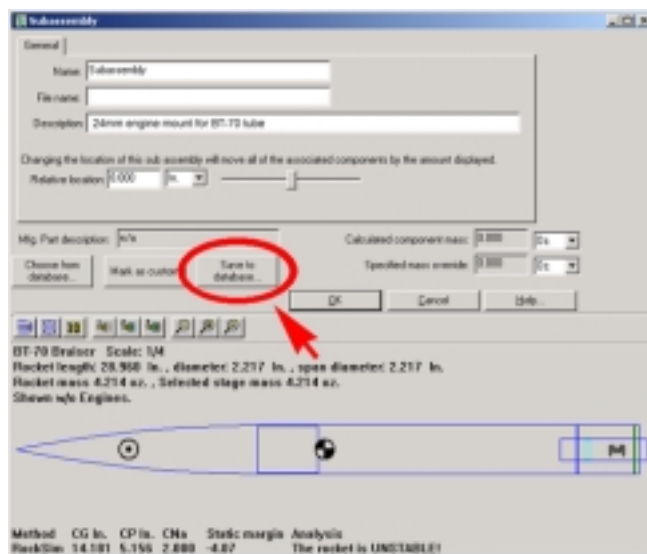 Subassembly
General
Name: Subassembly
File name:
Description: 24mm engine mount for BT-70 tube
Changing the location of this sub assembly will move all of the associated components by the amount displayed.
Relative location: 0.000 In.
Mfg. Part description: n/a Calculated component mass: 0.000 Oz.
Choose from database... Mark as custom Save to database... Specified mass override: 0.000 Oz.
OK Cancel Help...
BT-70 Bruiser Scale: 1/4
Rocket length: 28.960 In. , diameter: 2.217 In. , span diameter: 2.217 In.
Rocket mass 4.214 oz. , Selected stage mass 4.214 oz.
Shown w/o Engines.
M
Method CG In. CP In. CNa Static margin Analysis
RockSim 14.181 5.156 2.000 -4.07 The rocket is UNSTABLE!